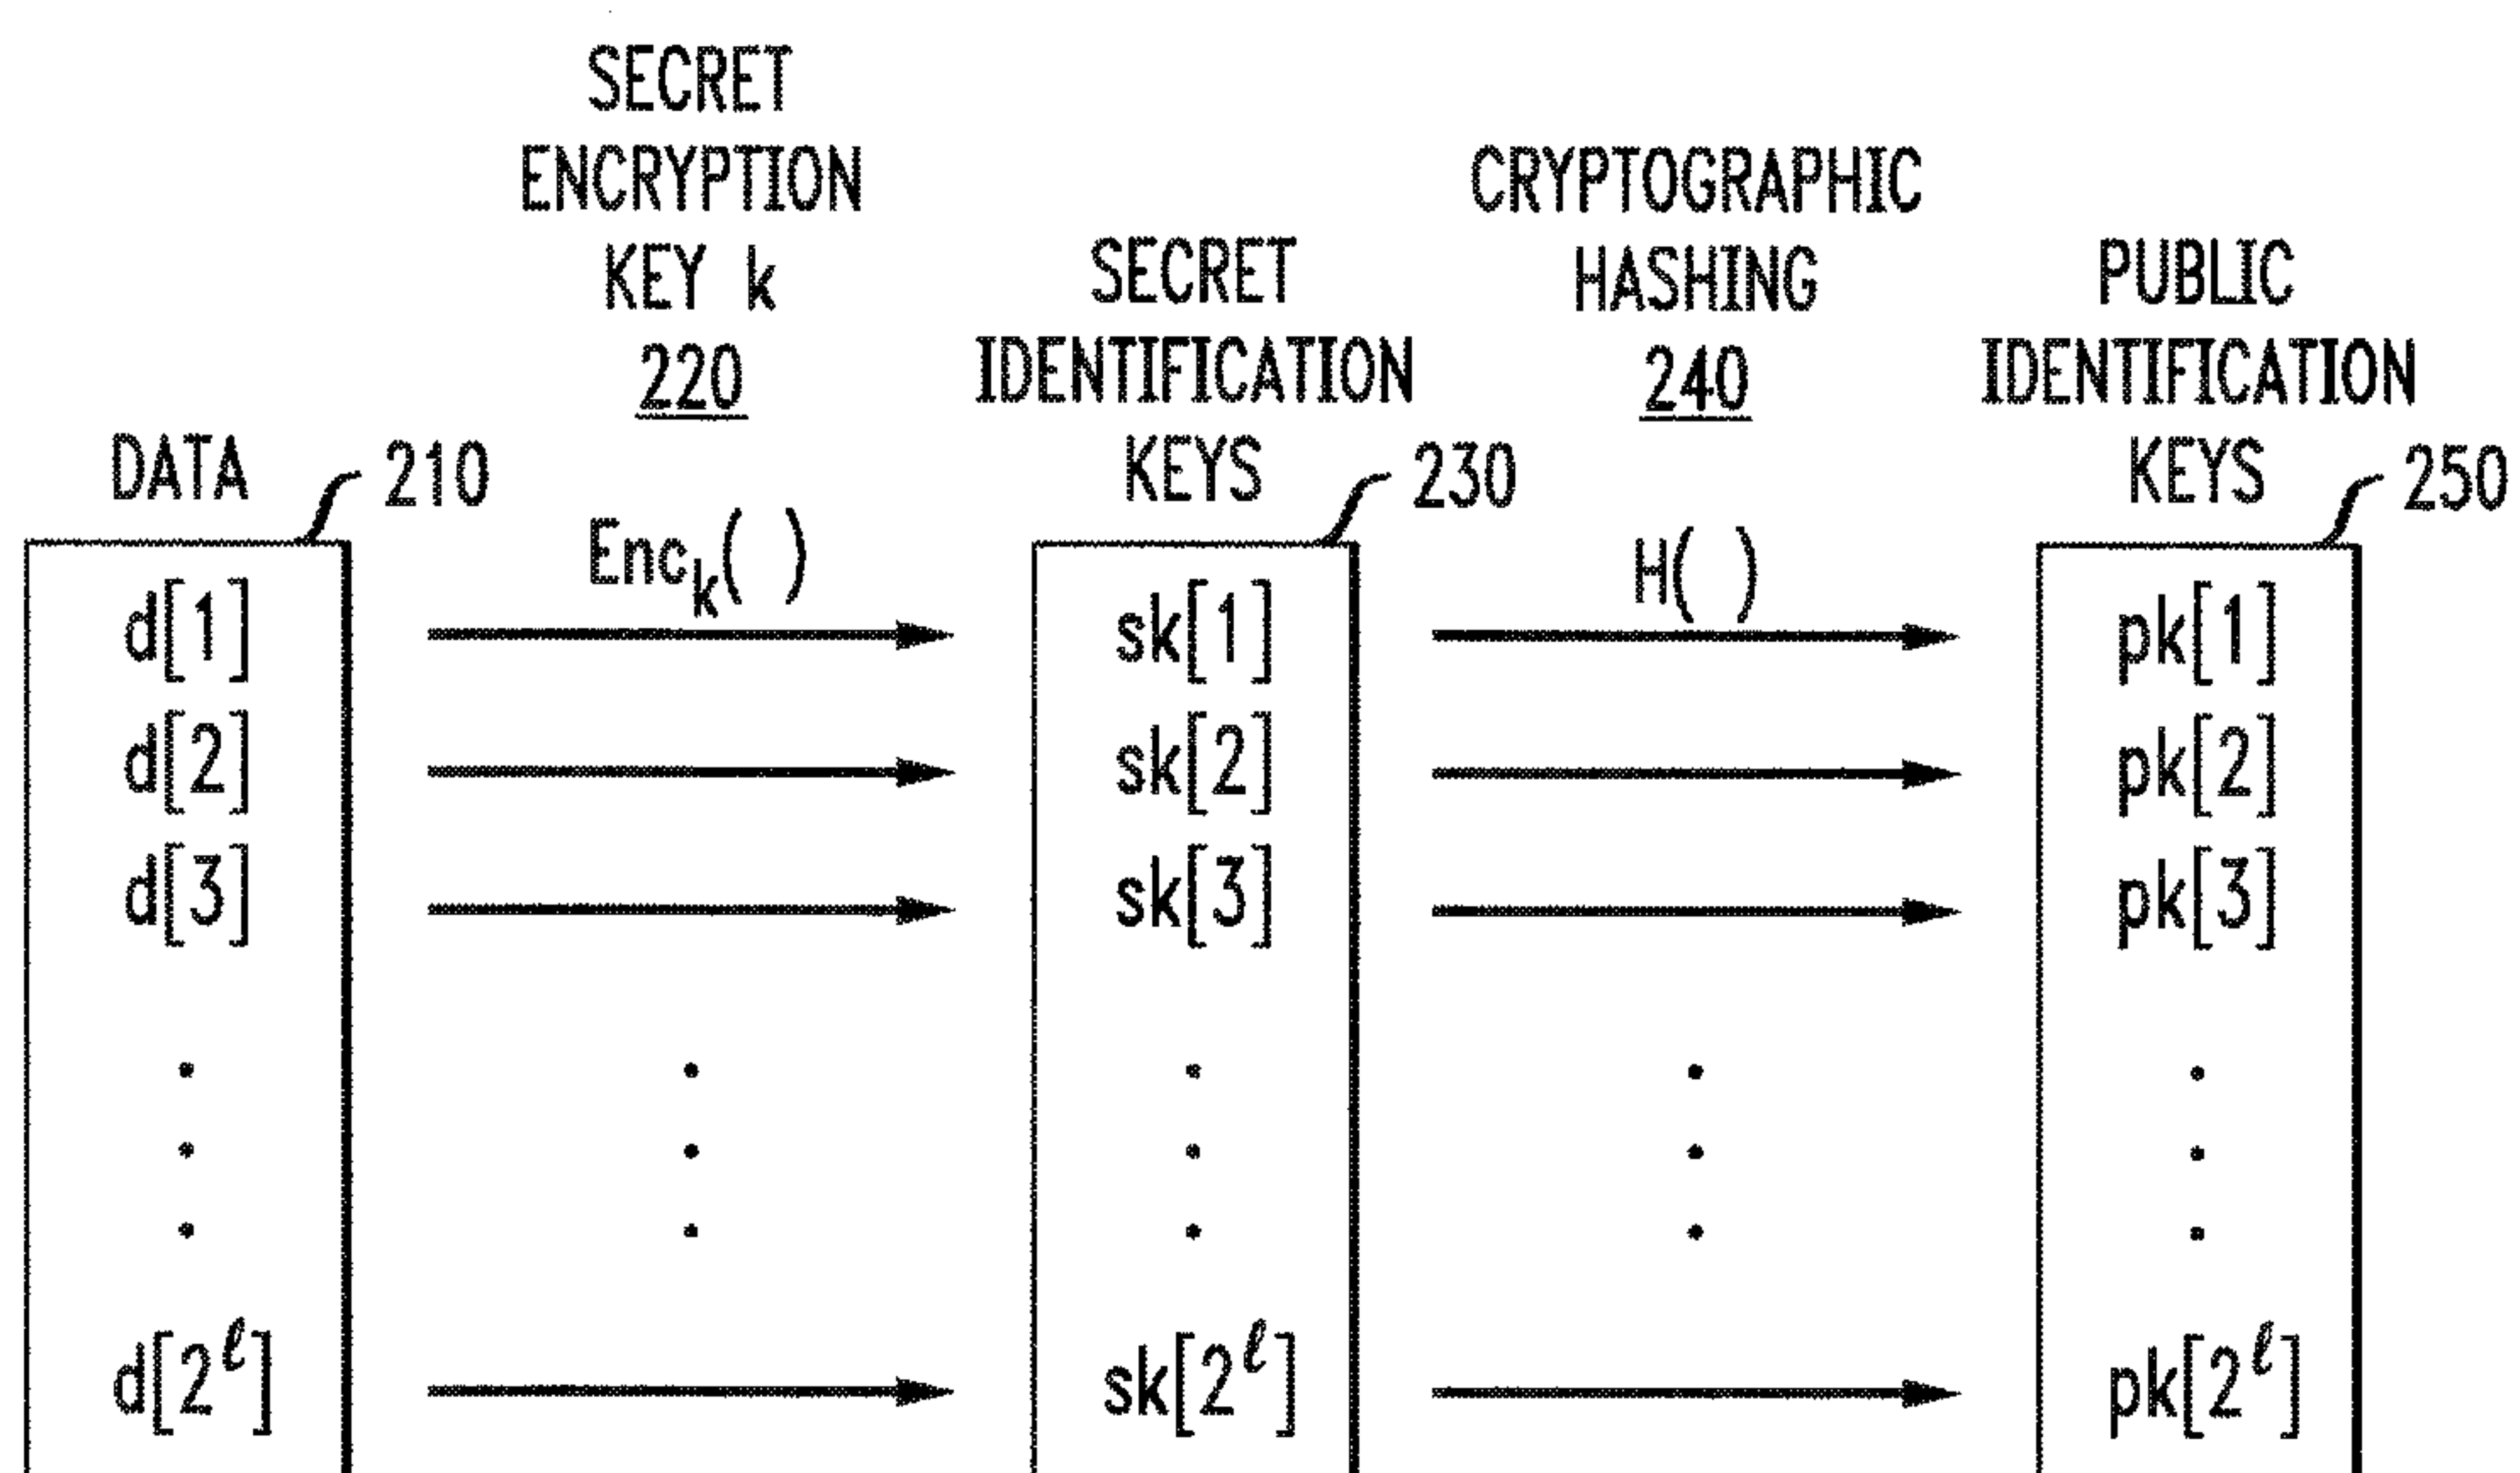 SECRET
ENCRYPTION
KEY k
220
CRYPTOGRAPHIC
HASHING
240
SECRET
IDENTIFICATION
KEYS
230
PUBLIC
IDENTIFICATION
KEYS
250
DATA
210
Enc_k( )
H( )
d[1]
sk[1]
pk[1]
d[2]
sk[2]
pk[2]
d[3]
sk[3]
pk[3]
d[2^ℓ]
sk[2^ℓ]
pk[2^ℓ]